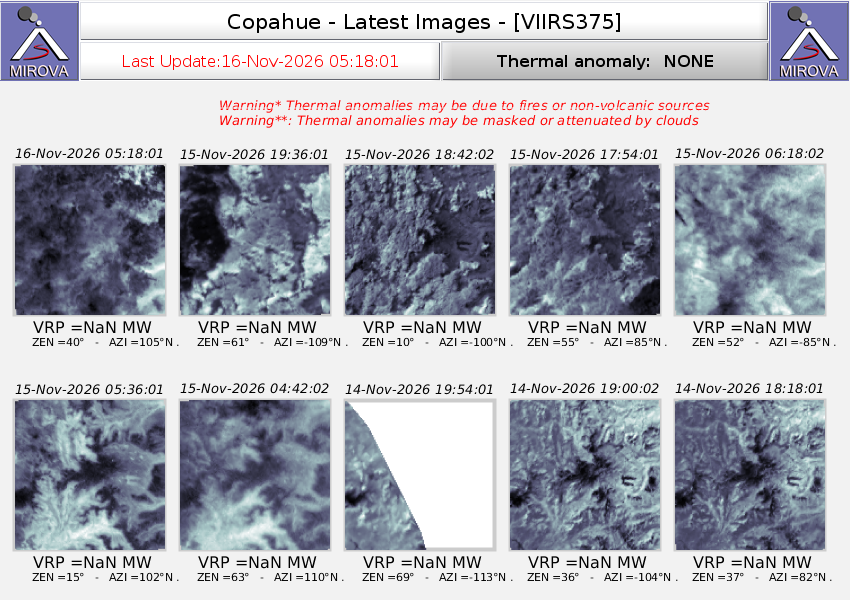 Copahue - Latest Images - [VIIRS375]
MIROVA
Last Update:16-Nov-2026 05:18:01
Thermal anomaly: NONE
MIROVA
Warning* Thermal anomalies may be due to fires or non-volcanic sources
Warning**: Thermal anomalies may be masked or attenuated by clouds
16-Nov-2026 05:18:01
15-Nov-2026 19:36:01
15-Nov-2026 18:42:02
15-Nov-2026 17:54:01
15-Nov-2026 06:18:02
VRP =NaN MW
VRP =NaN MW
VRP =NaN MW
VRP =NaN MW
VRP =NaN MW
ZEN =40° - AZI =105°N .
ZEN =61° - AZI =-109°N .
ZEN =10° - AZI =-100°N .
ZEN =55° - AZI =85°N .
ZEN =52° - AZI =-85°N .
15-Nov-2026 05:36:01
15-Nov-2026 04:42:02
14-Nov-2026 19:54:01
14-Nov-2026 19:00:02
14-Nov-2026 18:18:01
VRP =NaN MW
VRP =NaN MW
VRP =NaN MW
VRP =NaN MW
VRP =NaN MW
ZEN =15° - AZI =102°N .
ZEN =63° - AZI =110°N .
ZEN =69° - AZI =-113°N .
ZEN =36° - AZI =-104°N .
ZEN =37° - AZI =82°N .